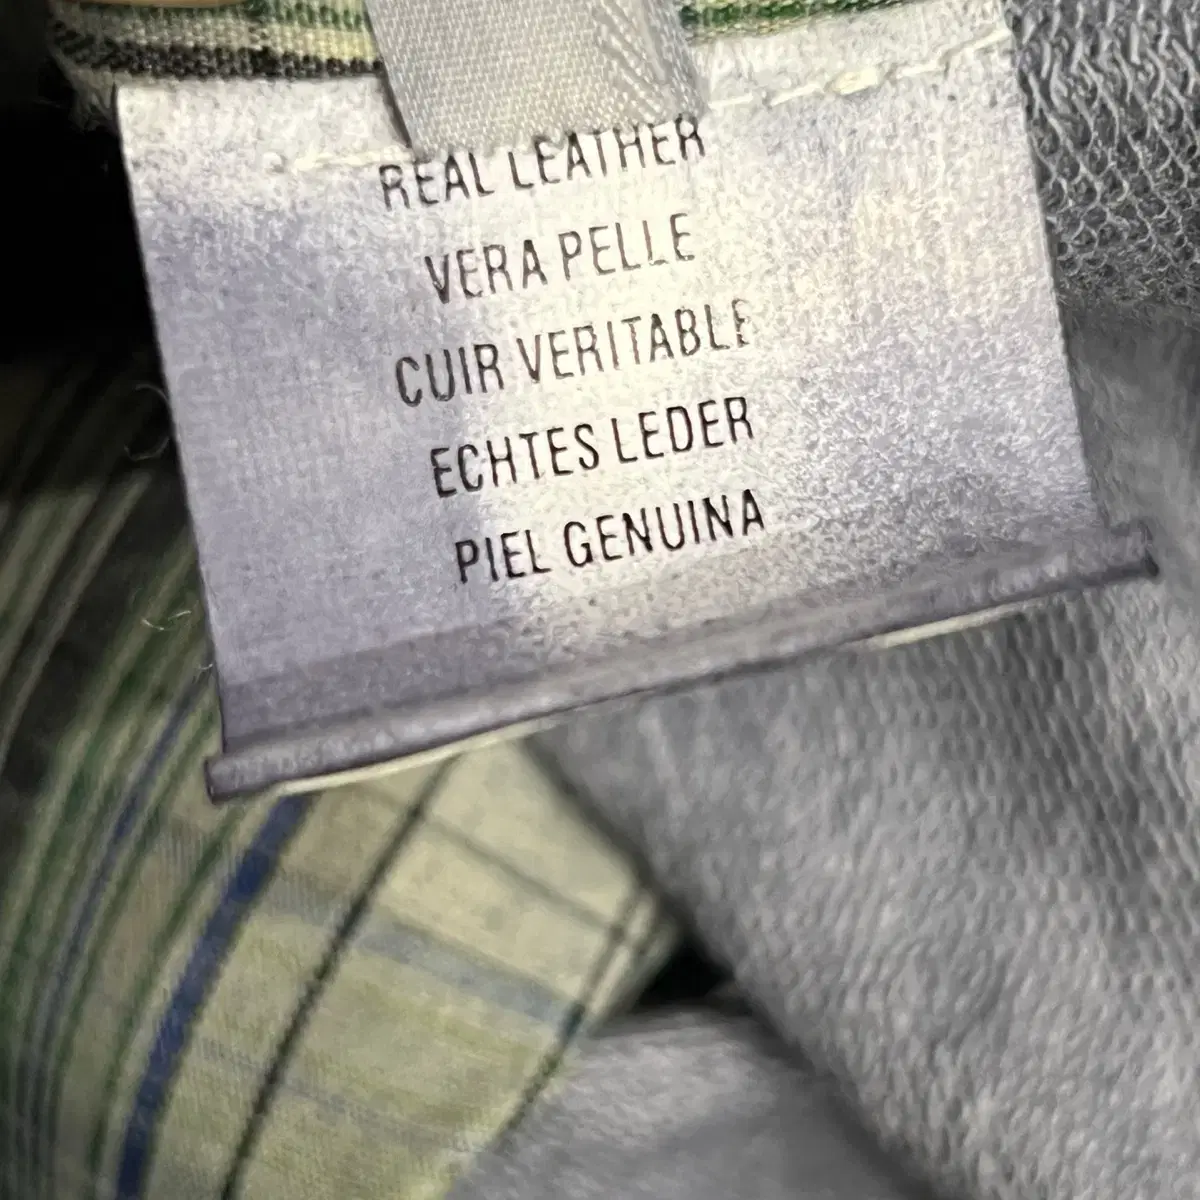 REAL LEATHER
VERA PELLE
CUIR VERITABLE
ECHTES LEDER
PIEL GENUINA